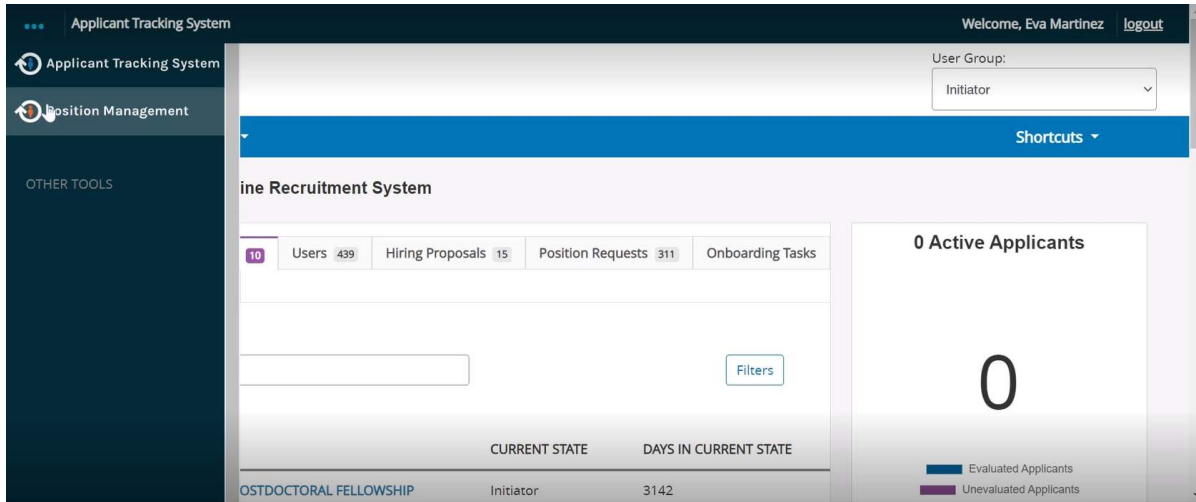 Applicant Tracking System
Welcome, Eva Martinez logout
Applicant Tracking System
User Group:
Initiator
Position Management
Shortcuts
OTHER TOOLS
ine Recruitment System
10 Users 439 Hiring Proposals 15 Position Requests 311 Onboarding Tasks
0 Active Applicants
Filters
0
CURRENT STATE DAYS IN CURRENT STATE
Evaluated Applicants
OSTDOCTORAL FELLOWSHIP Initiator 3142
Unevaluated Applicants